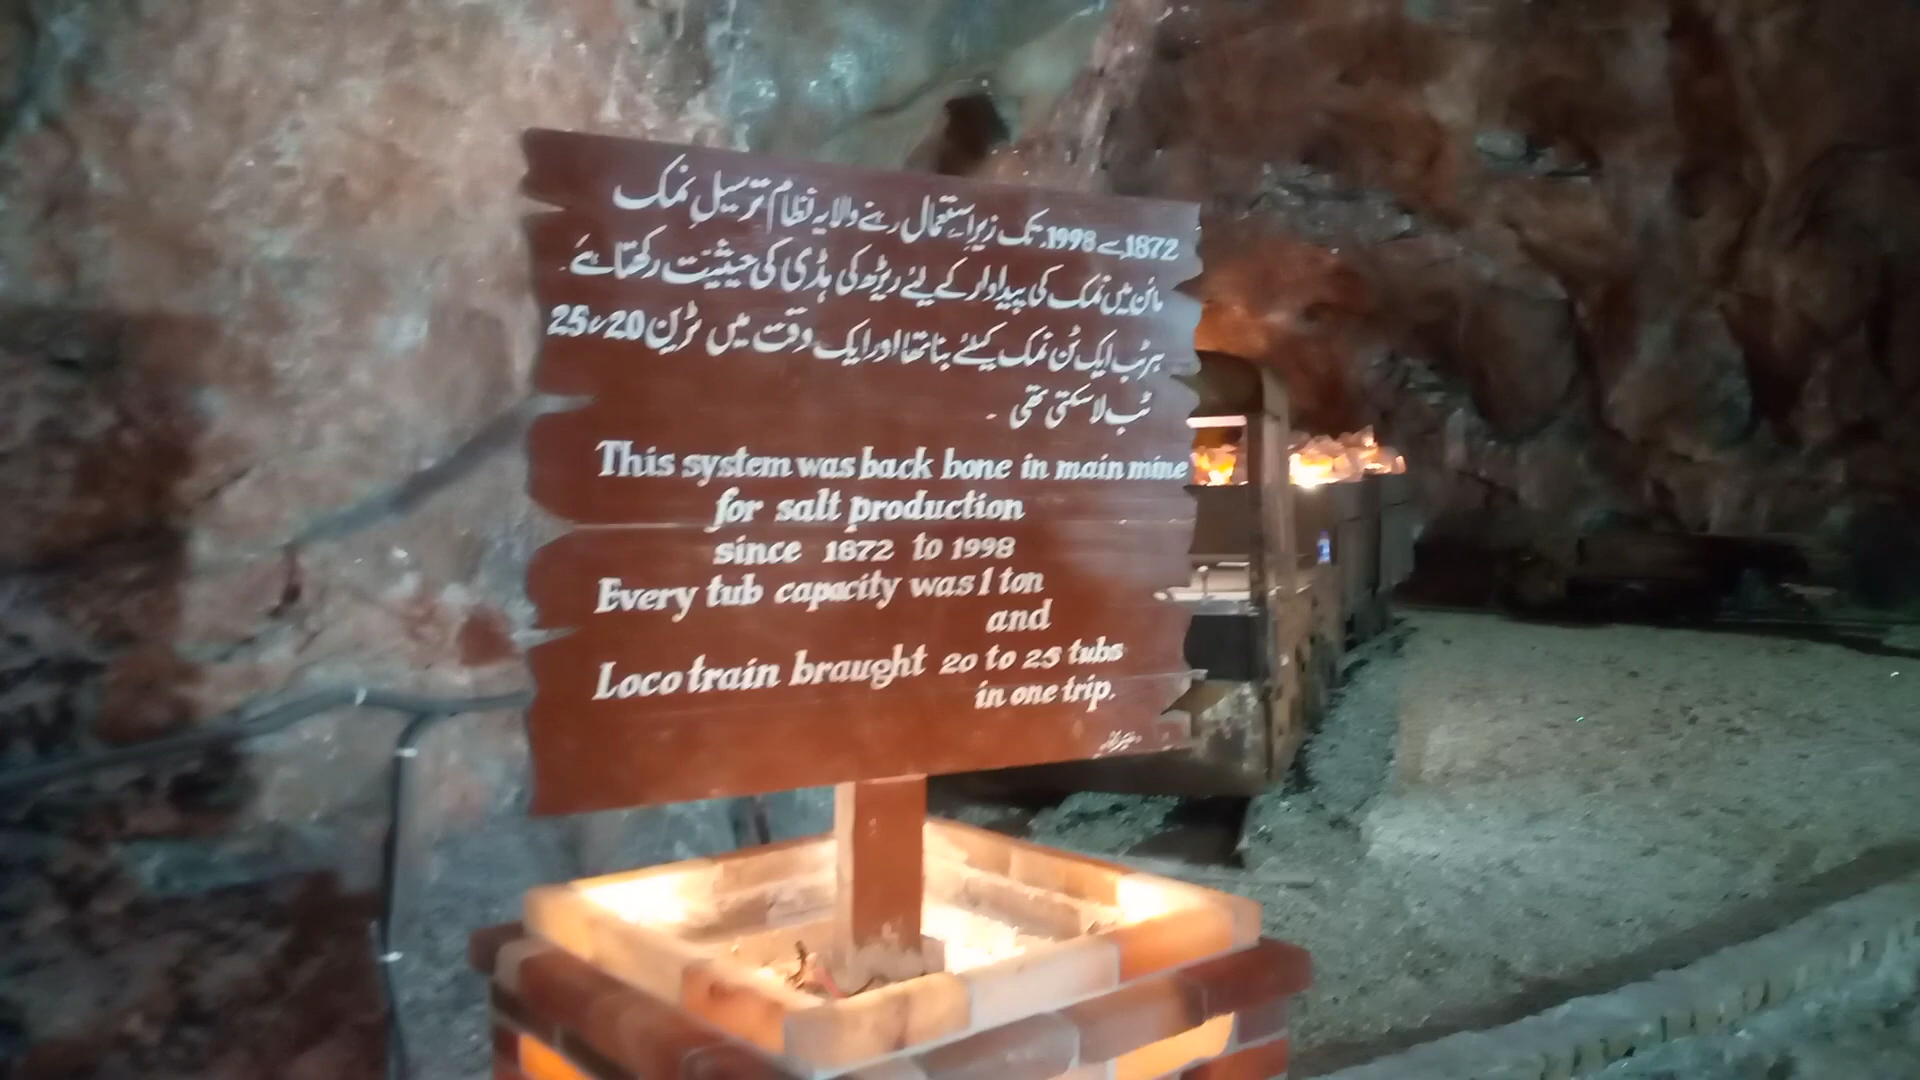 1872ء سے 1998ء تک زیر استعمال رہنے والا یہ نظام ترسیلِ نمک
مائن میں نمک کی پیداوار کے لیئے ریڑھ کی ہڈی کی حیثیت رکھتا ہے۔
ہر ٹب ایک ٹن نمک کیلئے بنا تھا اور ایک وقت میں ٹرین 20 تا 25
ٹب لا سکتی تھی ۔
This system was back bone in main mine
for salt production
since 1872 to 1998
Every tub capacity was 1 ton
and
Loco train braught 20 to 25 tubs
in one trip.